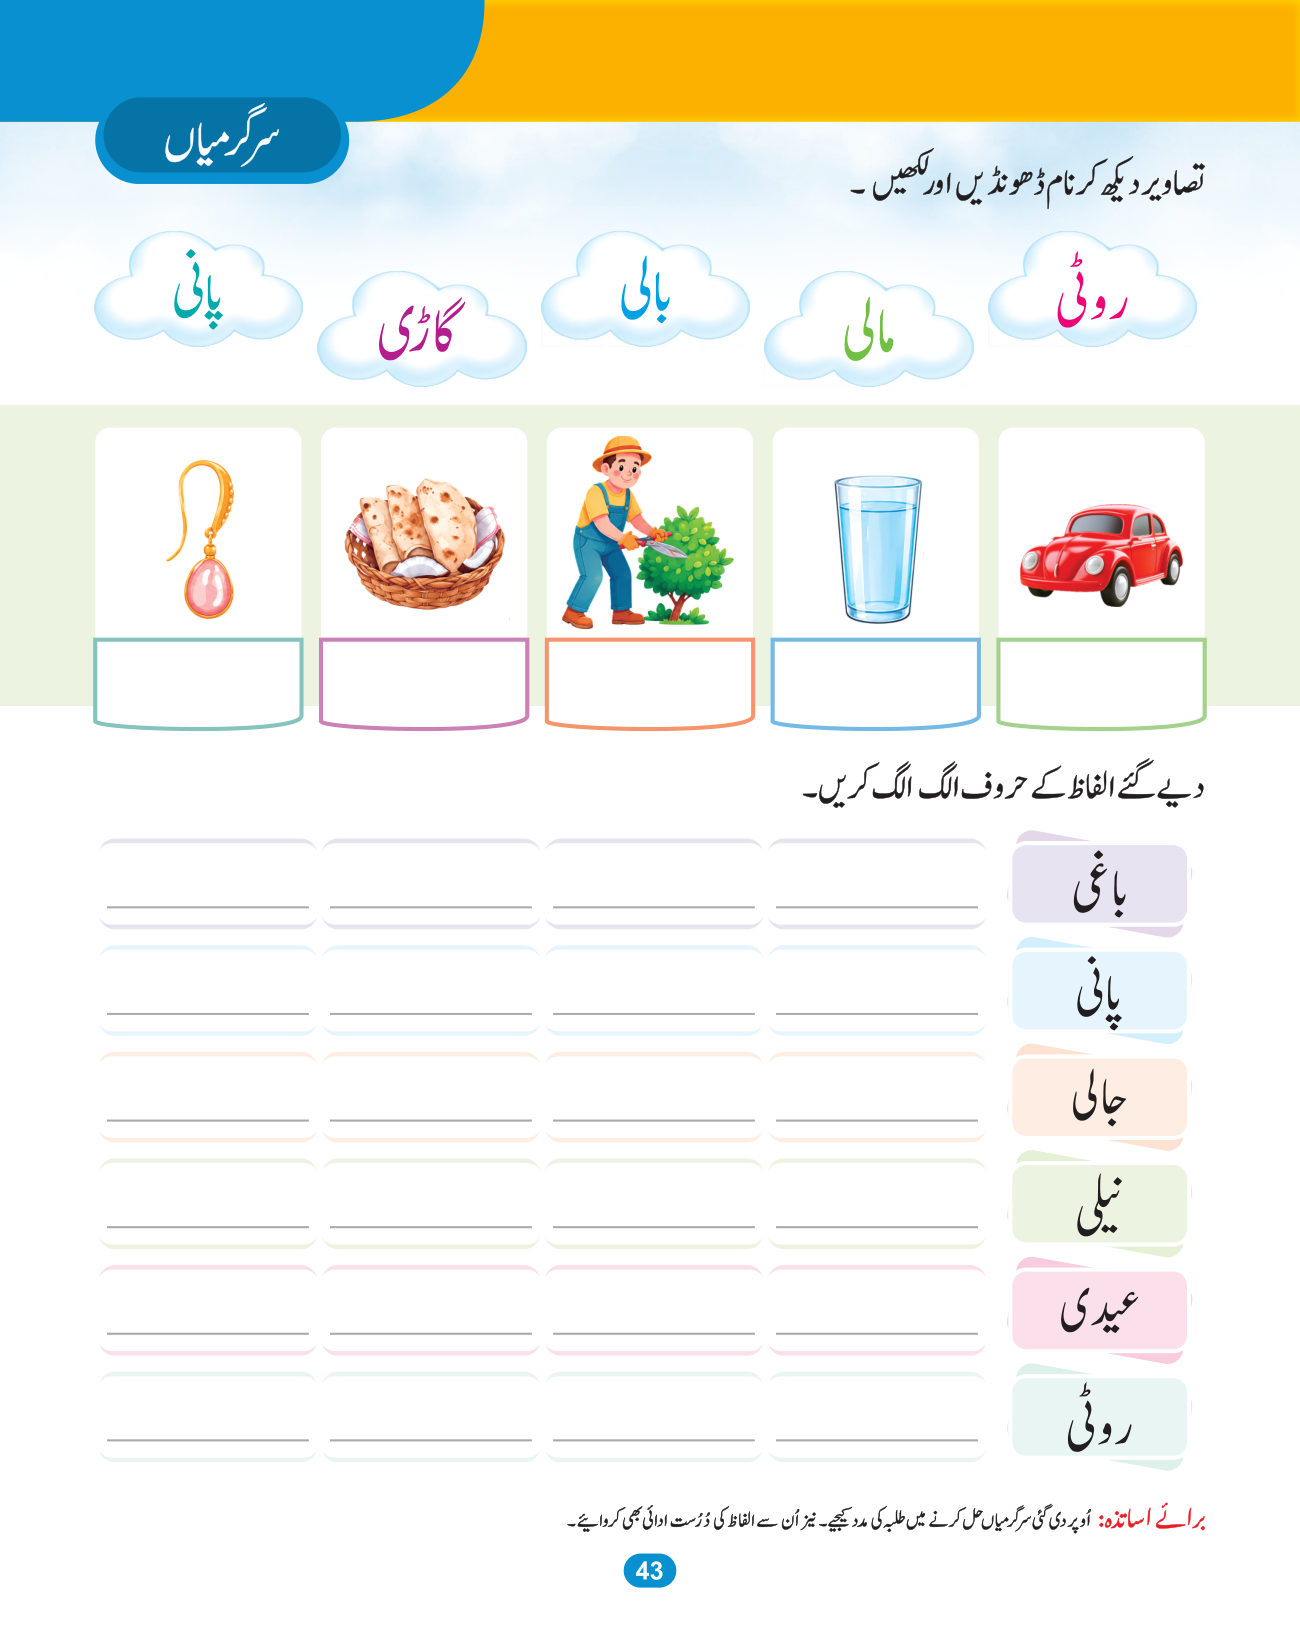 سرگرمیاں
تصاویر دیکھ کر نام ڈھونڈیں اور لکھیں ۔
روٹی
مالی
بالی
گاڑی
پانی
دیے گئے الفاظ کے حروف الگ الگ کریں۔
باغی
پانی
جالی
نیلی
عیدی
روٹی
برائے اساتذہ: اُوپر دی گئی سرگرمیاں حل کرنے میں طلبہ کی مدد کیجیے۔ نیز اُن سے الفاظ کی دُرُست ادائی بھی کروائیے۔
43